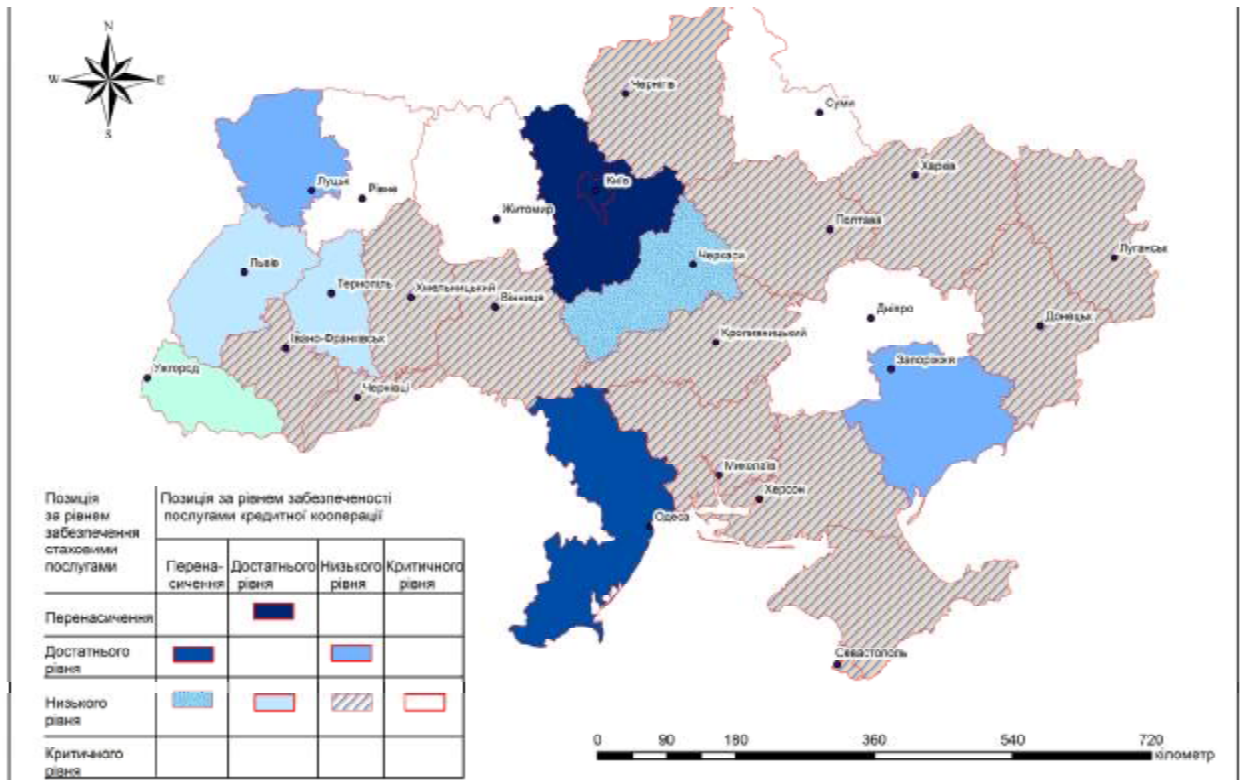 N
W
E
S
Чернігів
Суми
Луцьк
Рівне
Київ
Харків
Житомир
Полтава
Львів
Черкаси
Луганськ
Тернопіль
Хмельницький
Вінниця
Дніпро
Донецьк
Кропивницький
Івано-Франківськ
Запоріжжя
Ужгород
Чернівці
Миколаїв
Херсон
Одеса
Севастополь
Позиція
за рівнем
забезпечення
стаховими
послугами
Позиція за рівнем забезпеченості
послугами кредитної кооперації
Перена-
сичення
Достатнього
рівня
Низького
рівня
Критичного
рівня
Перенасичення
Достатнього
рівня
Низького
рівня
Критичного
рівня
0 90 180 360 540 720
кілометр